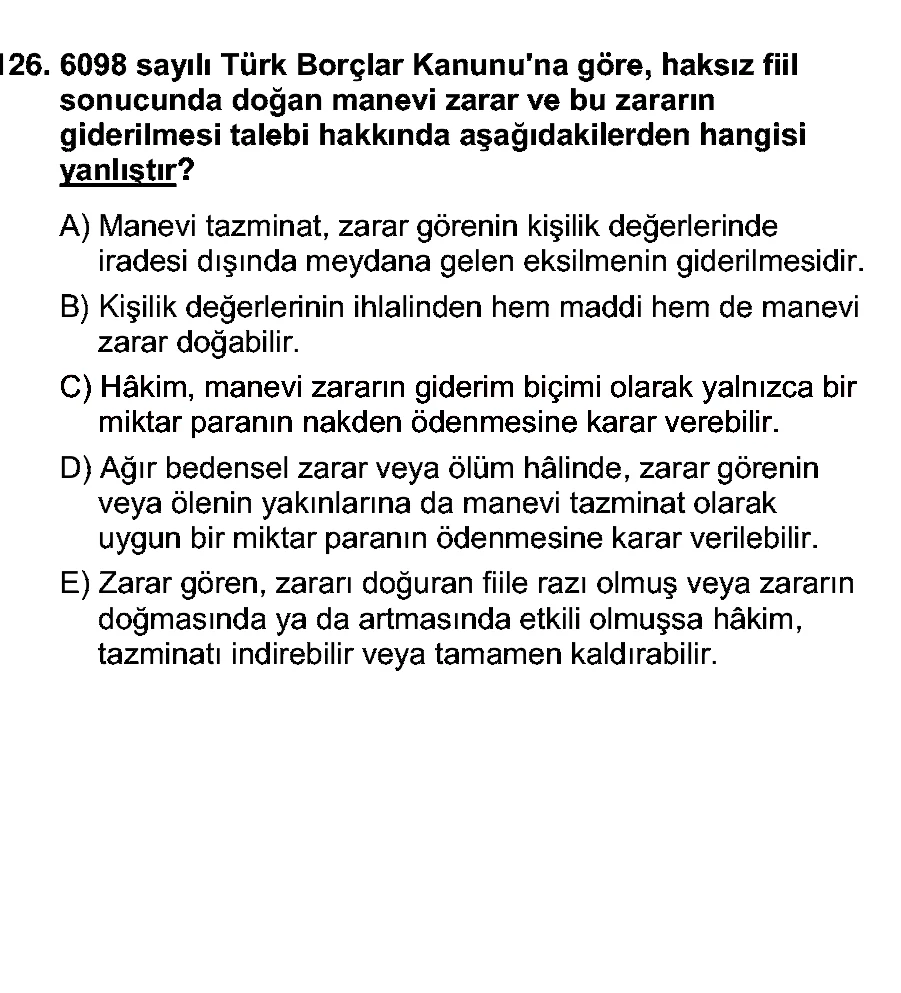 126. 6098 sayılı Türk Borçlar Kanunu'na göre, haksız fiil
sonucunda doğan manevi zarar ve bu zararın
giderilmesi talebi hakkında aşağıdakilerden hangisi
yanlıştır?
A) Manevi tazminat, zarar görenin kişilik değerlerinde
iradesi dışında meydana gelen eksilmenin giderilmesidir.
B) Kişilik değerlerinin ihlalinden hem maddi hem de manevi
zarar doğabilir.
C) Hâkim, manevi zararın giderim biçimi olarak yalnızca bir
miktar paranın nakden ödenmesine karar verebilir.
D) Ağır bedensel zarar veya ölüm hâlinde, zarar görenin
veya ölenin yakınlarına da manevi tazminat olarak
uygun bir miktar paranın ödenmesine karar verilebilir.
E) Zarar gören, zararı doğuran fiile razı olmuş veya zararın
doğmasında ya da artmasında etkili olmuşsa hâkim,
tazminatı indirebilir veya tamamen kaldırabilir.